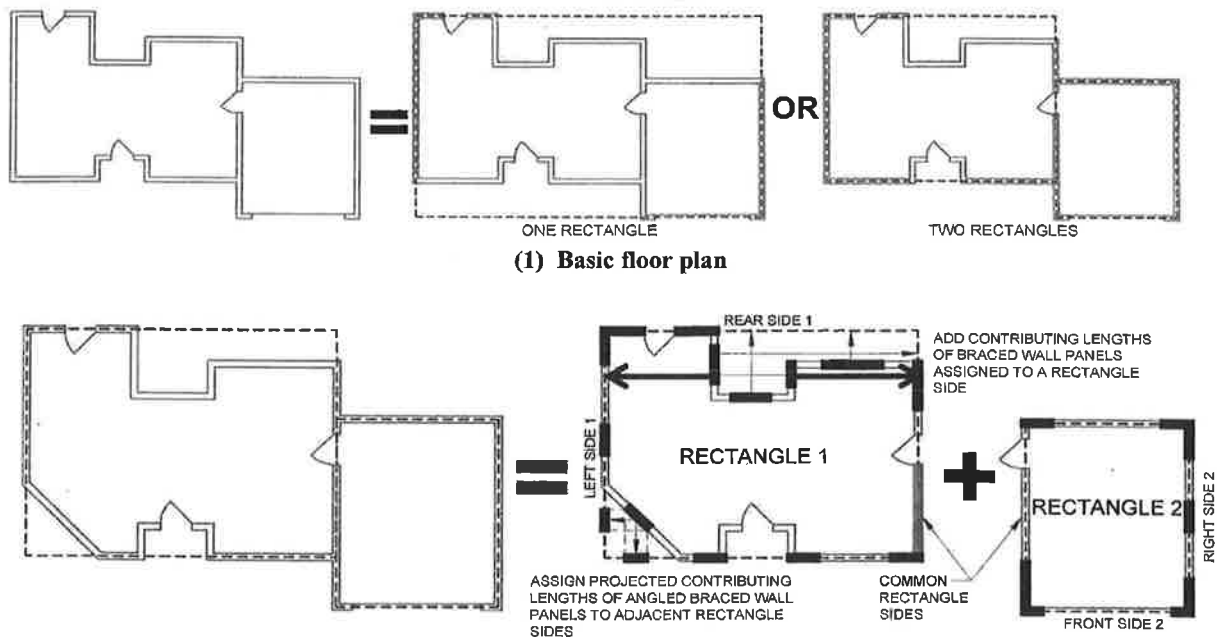 OR
ONE RECTANGLE
TWO RECTANGLES
(1) Basic floor plan
REAR SIDE 1
ADD CONTRIBUTING LENGTHS
OF BRACED WALL PANELS
ASSIGNED TO A RECTANGLE
SIDE
LEFT SIDE 1
RECTANGLE 1
RECTANGLE 2
RIGHT SIDE 2
ASSIGN PROJECTED CONTRIBUTING
LENGTHS OF ANGLED BRACED WALL
PANELS TO ADJACENT RECTANGLE
SIDES
COMMON
RECTANGLE
SIDES
FRONT SIDE 2